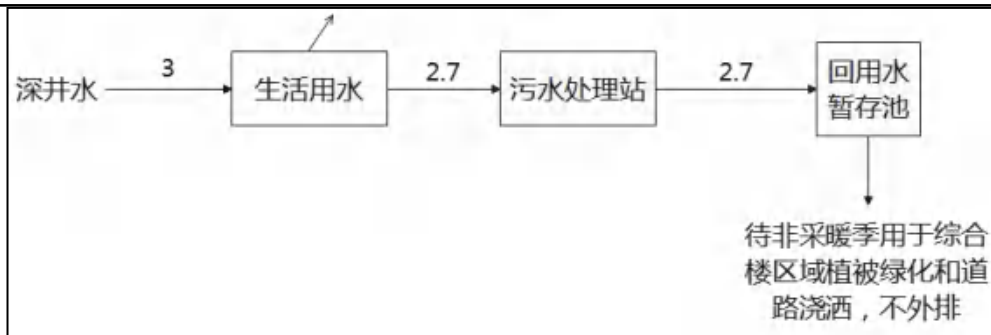 深井水
3
生活用水
2.7
污水处理站
2.7
回用水
暂存池
待非采暖季用于综合
楼区域植被绿化和道
路浇洒，不外排